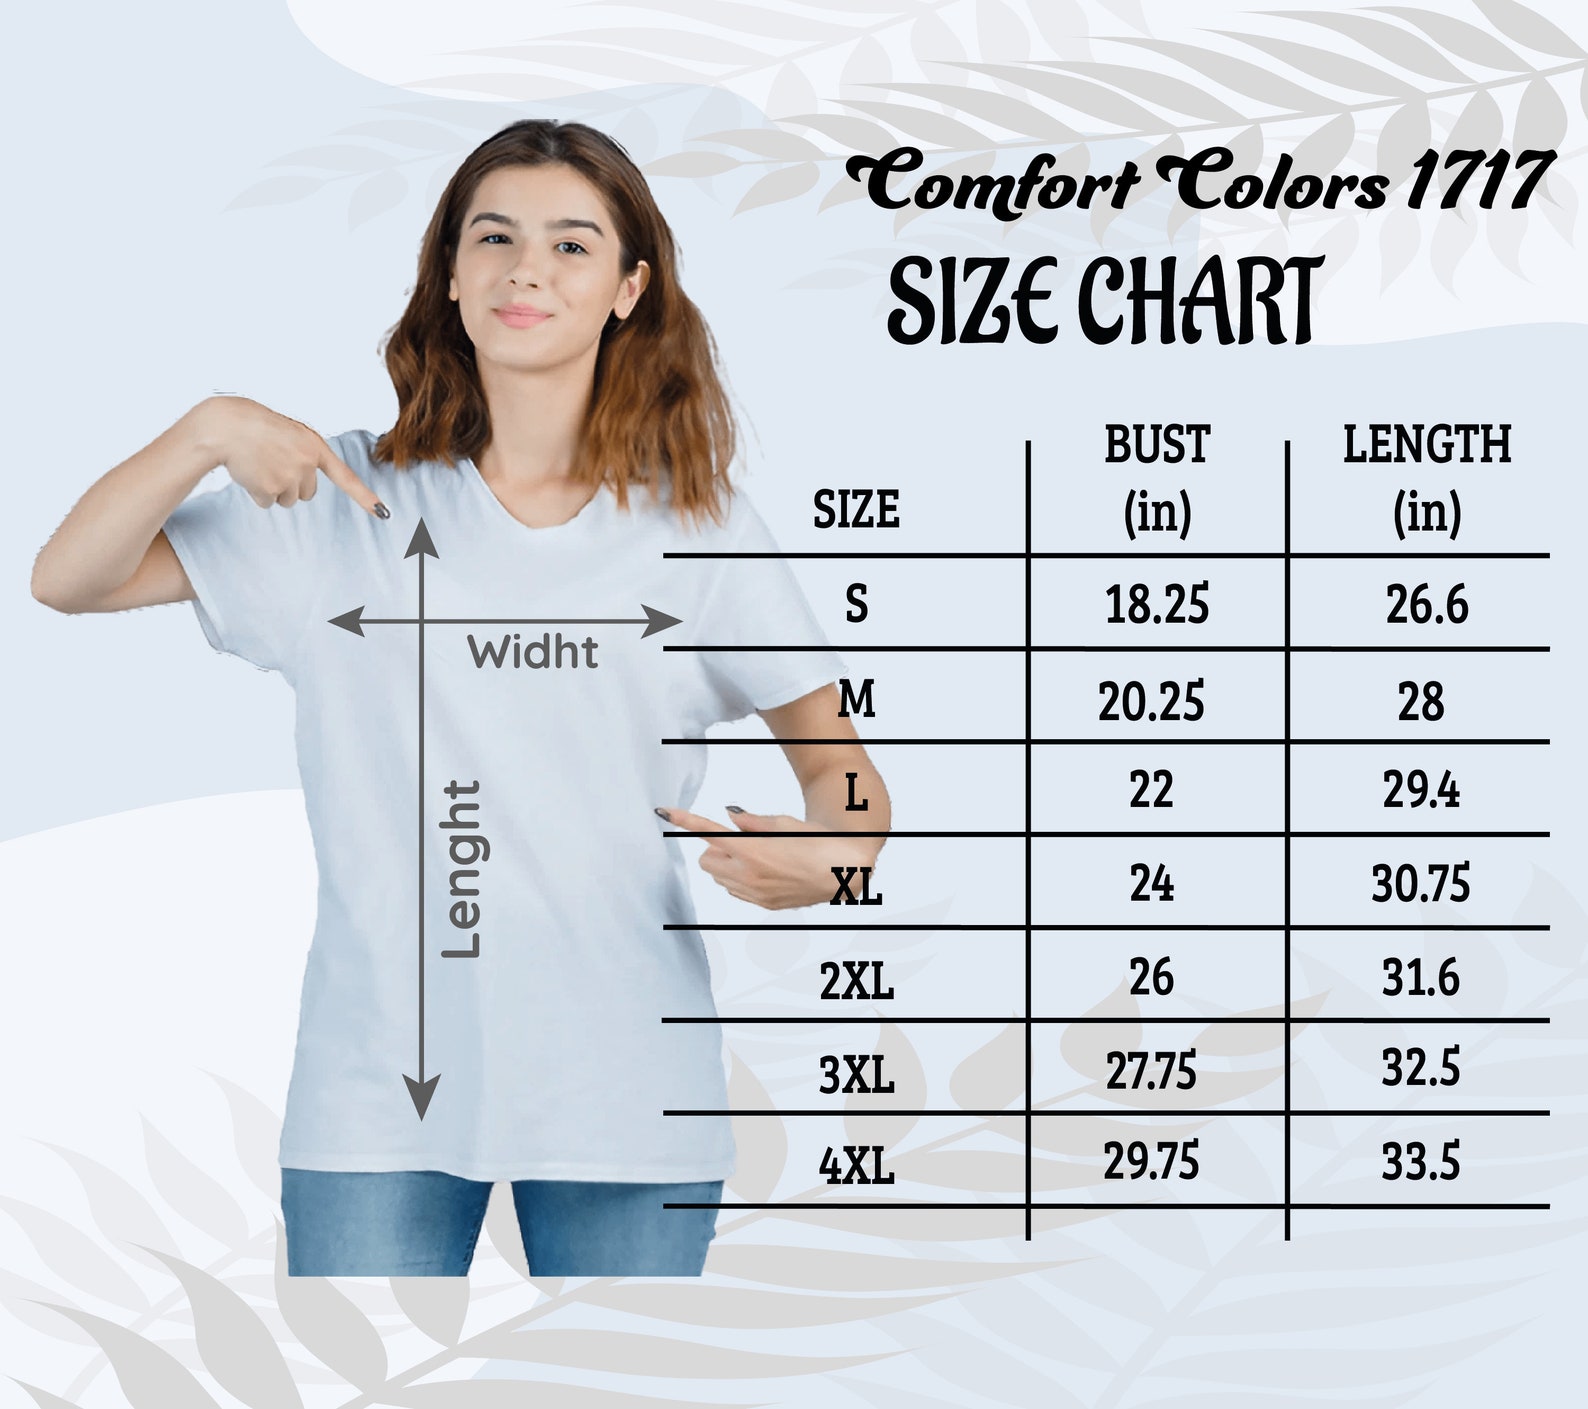 Comfort Colors 1717
SIZE CHART
SIZE BUST (in) LENGTH (in)
S 18.25 26.6
M 20.25 28
L 22 29.4
XL 24 30.75
2XL 26 31.6
3XL 27.75 32.5
4XL 29.75 33.5
Widht
Lenght